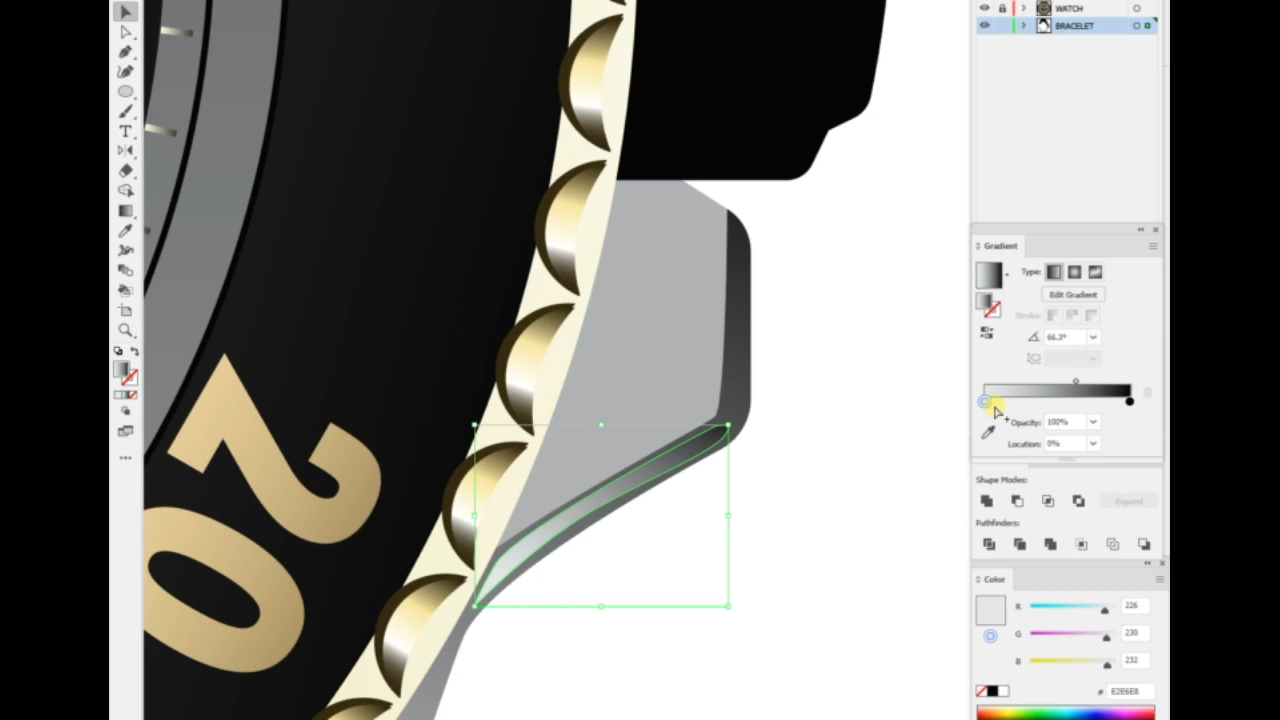 WATCH
BRACELET
Gradient
Type:
Edit Gradient
Stroke:
66.3°
Opacity: 100%
Location: 0%
Shape Modes:
Expand
Pathfinders:
Color
R 226
G 230
B 232
# E2E6E8
20